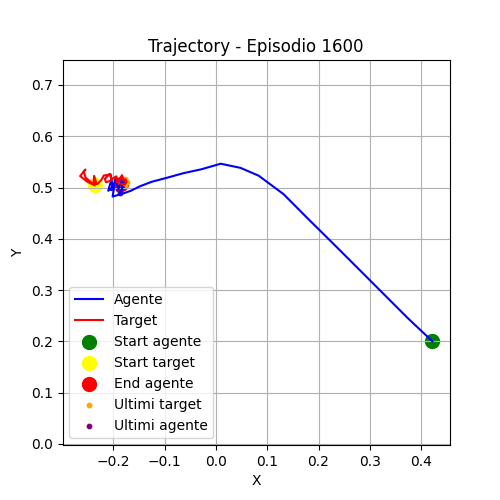 Trajectory - Episodio 1600
Y
0.7
0.6
0.5
0.4
0.3
0.2
0.1
0.0
Agente
Target
Start agente
Start target
End agente
Ultimi target
Ultimi agente
−0.2 −0.1 0.0 0.1 0.2 0.3 0.4
X